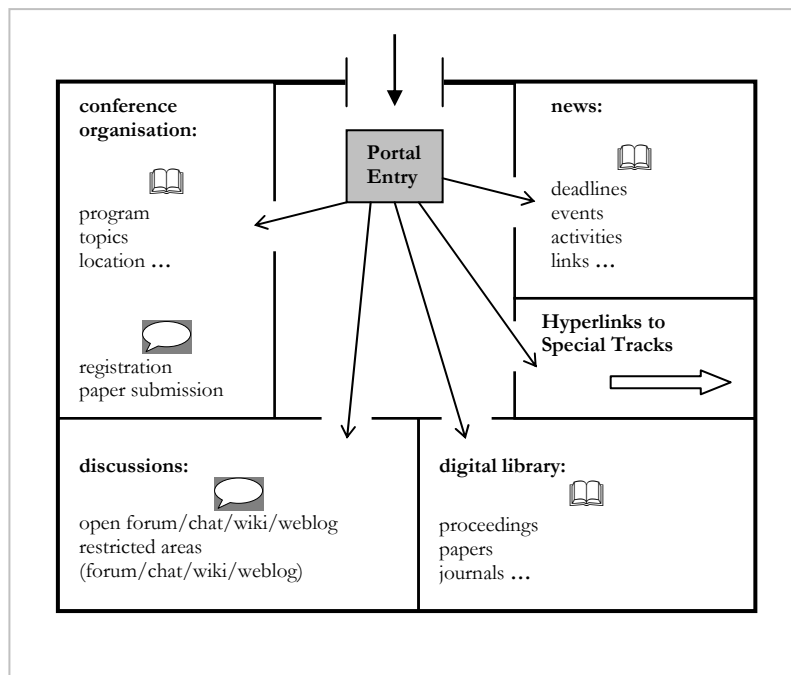 Portal
Entry
conference
organisation:
program
topics
location …
registration
paper submission
news:
deadlines
events
activities
links …
Hyperlinks to
Special Tracks
discussions:
open forum/chat/wiki/weblog
restricted areas
(forum/chat/wiki/weblog)
digital library:
proceedings
papers
journals …